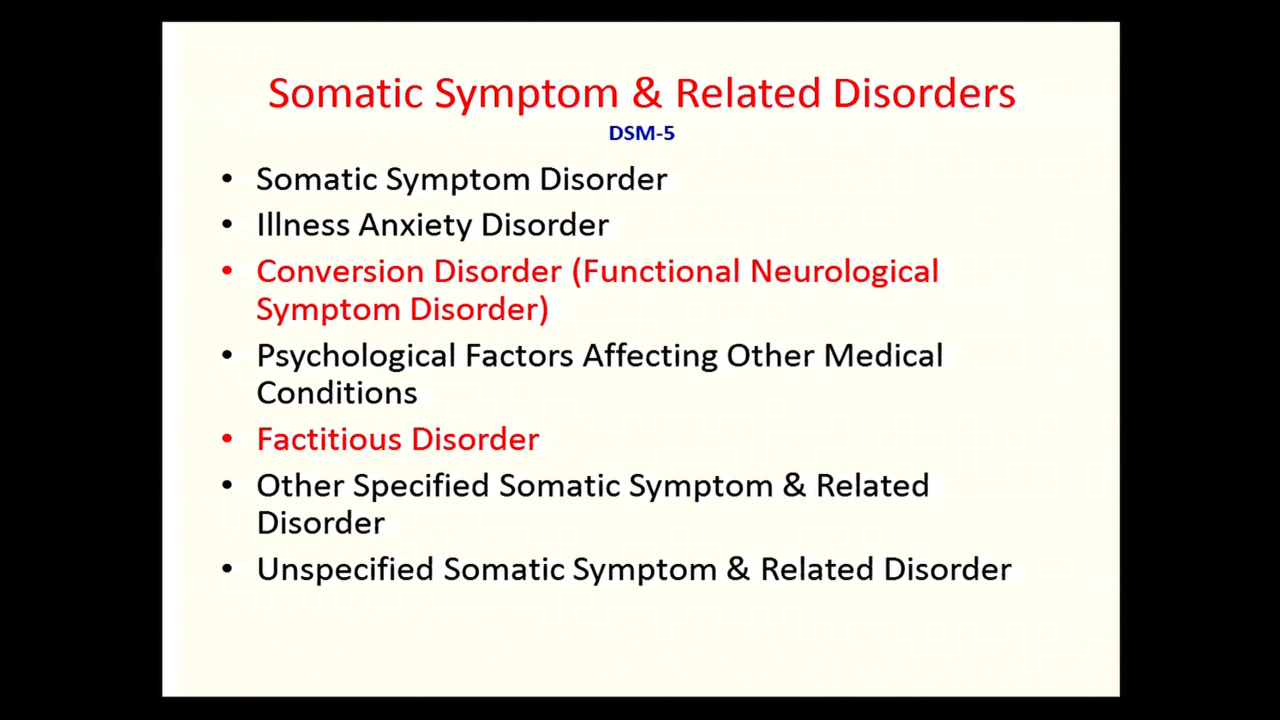 Somatic Symptom & Related Disorders
DSM-5
• Somatic Symptom Disorder
• Illness Anxiety Disorder
• Conversion Disorder (Functional Neurological
Symptom Disorder)
• Psychological Factors Affecting Other Medical
Conditions
• Factitious Disorder
• Other Specified Somatic Symptom & Related
Disorder
• Unspecified Somatic Symptom & Related Disorder